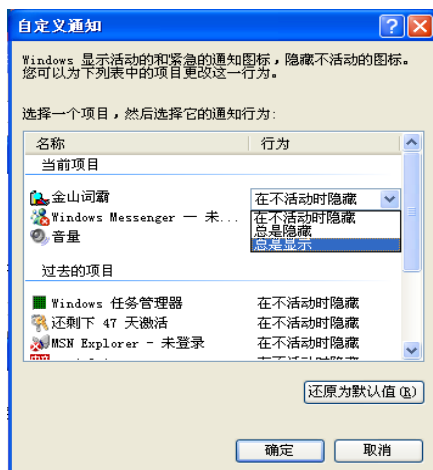 自定义通知
Windows 显示活动的和紧急的通知图标，隐藏不活动的图标。
您可以为下列表中的项目更改这一行为。
选择一个项目，然后选择它的通知行为:
名称 行为
当前项目
金山词霸 在不活动时隐藏
Windows Messenger — 未... 在不活动时隐藏
总是隐藏
音量 总是显示
过去的项目
Windows 任务管理器 在不活动时隐藏
还剩下 47 天激活 在不活动时隐藏
MSN Explorer - 未登录 在不活动时隐藏
还原为默认值(R)
确定 取消